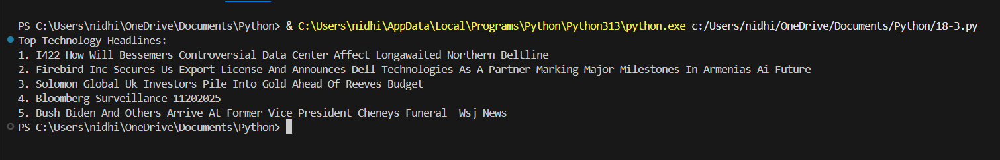 PS C:\Users\nidhi\OneDrive\Documents\Python> & C:\Users\nidhi\AppData\Local\Programs\Python\Python313\python.exe c:/Users/nidhi/OneDrive/Documents/Python/18-3.py
Top Technology Headlines:
1. I422 How Will Bessemers Controversial Data Center Affect Longawaited Northern Beltline
2. Firebird Inc Secures Us Export License And Announces Dell Technologies As A Partner Marking Major Milestones In Armenias Ai Future
3. Solomon Global Uk Investors Pile Into Gold Ahead Of Reeves Budget
4. Bloomberg Surveillance 11202025
5. Bush Biden And Others Arrive At Former Vice President Cheneys Funeral  Wsj News
PS C:\Users\nidhi\OneDrive\Documents\Python>